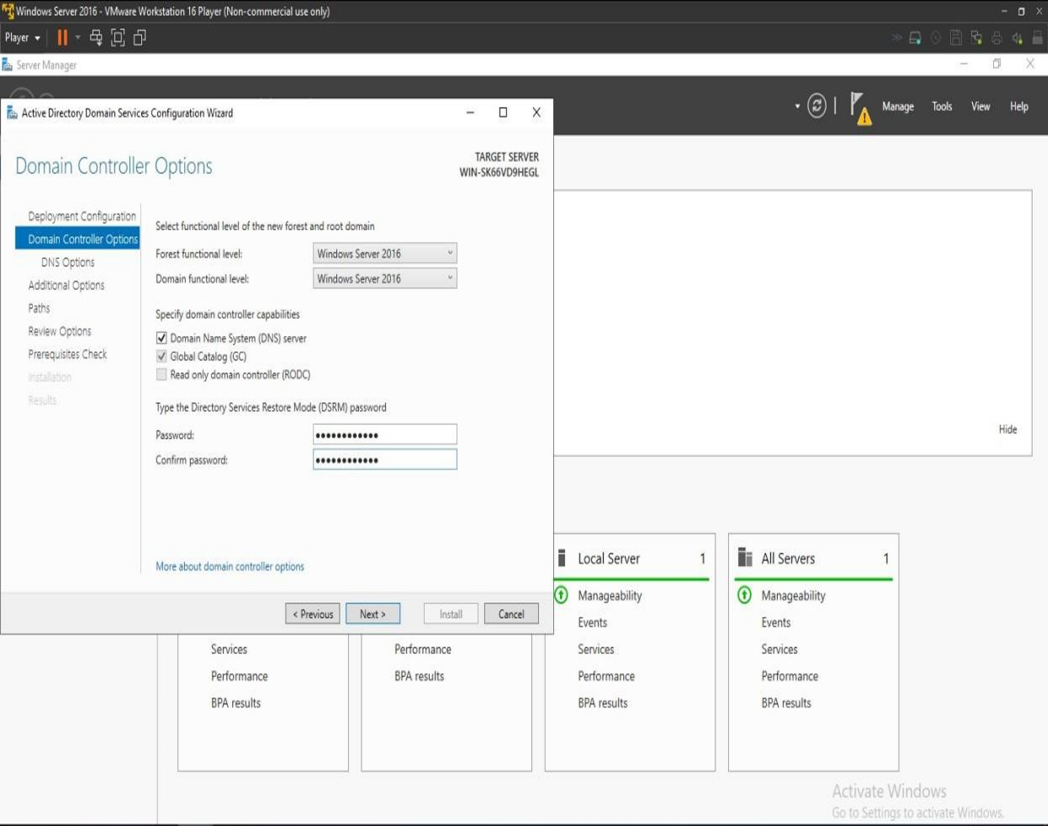 Windows Server 2016 - VMware Workstation 16 Player (Non-commercial use only)
Player
Server Manager
Manage Tools View Help
Active Directory Domain Services Configuration Wizard
Domain Controller Options
TARGET SERVER
WIN-SK66VD9HEGL
Deployment Configuration
Domain Controller Options
DNS Options
Additional Options
Paths
Review Options
Prerequisites Check
Installation
Results
Select functional level of the new forest and root domain
Forest functional level: Windows Server 2016
Domain functional level: Windows Server 2016
Specify domain controller capabilities
Domain Name System (DNS) server
Global Catalog (GC)
Read only domain controller (RODC)
Type the Directory Services Restore Mode (DSRM) password
Password: ••••••••••••
Confirm password: ••••••••••••
More about domain controller options
< Previous Next > Install Cancel
Hide
Services
Performance
BPA results
Performance
BPA results
Local Server 1
Manageability
Events
Services
Performance
BPA results
All Servers 1
Manageability
Events
Services
Performance
BPA results
Activate Windows
Go to Settings to activate Windows.